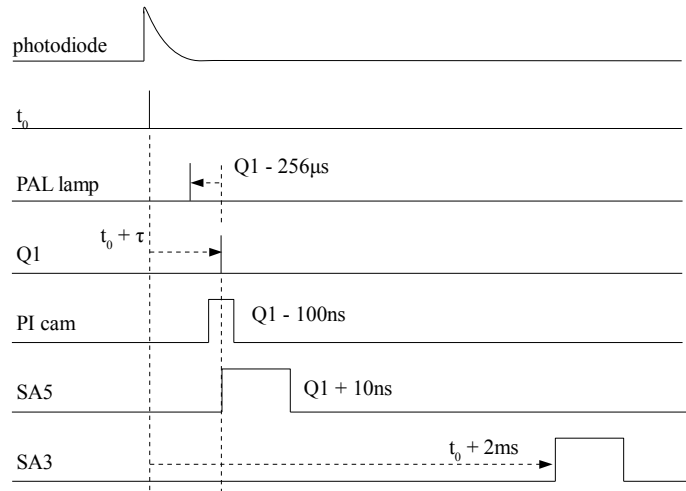 photodiode
t₀
Q1 - 256μs
PAL lamp
t₀ + τ
Q1
Q1 - 100ns
PI cam
Q1 + 10ns
SA5
t₀ + 2ms
SA3